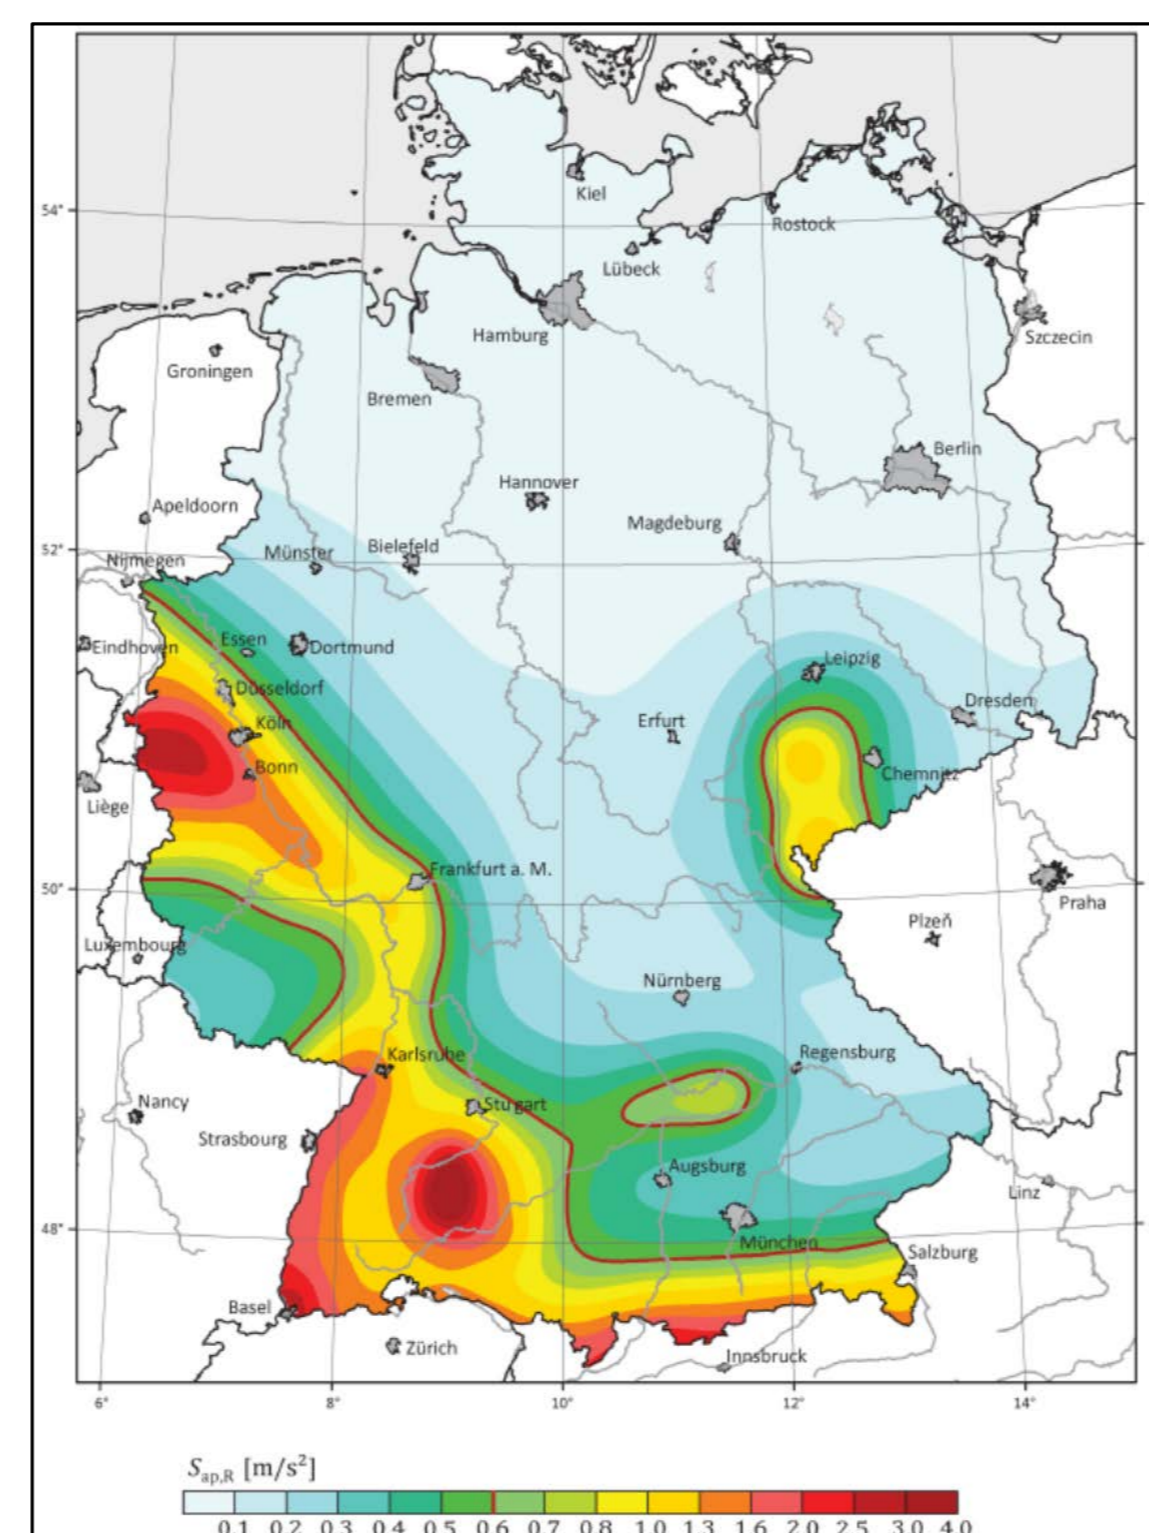 Kiel
54°
Rostock
Lübeck
Hamburg
Szczecin
Groningen
Bremen
Berlin
Hannover
Apeldoorn
Magdeburg
52°
Münster
Bielefeld
Nijmegen
Essen
Eindhoven
Dortmund
Leipzig
Düsseldorf
Dresden
Köln
Erfurt
Bonn
Chemnitz
Liège
Frankfurt a. M.
50°
Praha
Plzeň
Luxembourg
Nürnberg
Karlsruhe
Regensburg
Nancy
Stu gart
Strasbourg
Augsburg
Linz
48°
München
Salzburg
Basel
Zürich
Innsbruck
6° 8° 10° 12° 14°
Sap,R [m/s²]
0.1 0.2 0.3 0.4 0.5 0.6 0.7 0.8 1.0 1.3 1.6 2.0 2.5 3.0 4.0